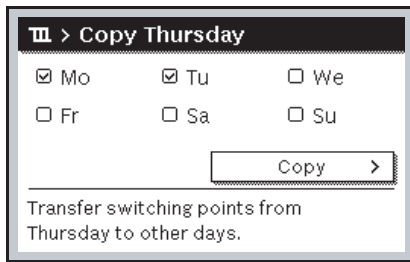 > Copy Thursday
Mo Tu We
Fr Sa Su
Copy >
Transfer switching points from
Thursday to other days.